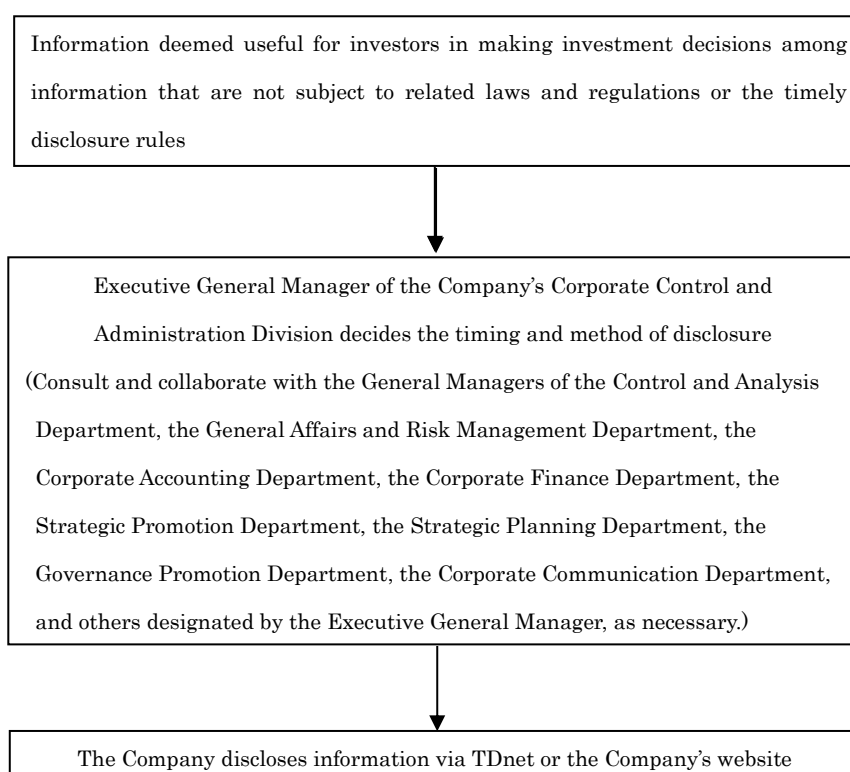 Information deemed useful for investors in making investment decisions among
information that are not subject to related laws and regulations or the timely
disclosure rules
Executive General Manager of the Company’s Corporate Control and
Administration Division decides the timing and method of disclosure
(Consult and collaborate with the General Managers of the Control and Analysis
Department, the General Affairs and Risk Management Department, the
Corporate Accounting Department, the Corporate Finance Department, the
Strategic Promotion Department, the Strategic Planning Department, the
Governance Promotion Department, the Corporate Communication Department,
and others designated by the Executive General Manager, as necessary.)
The Company discloses information via TDnet or the Company’s website